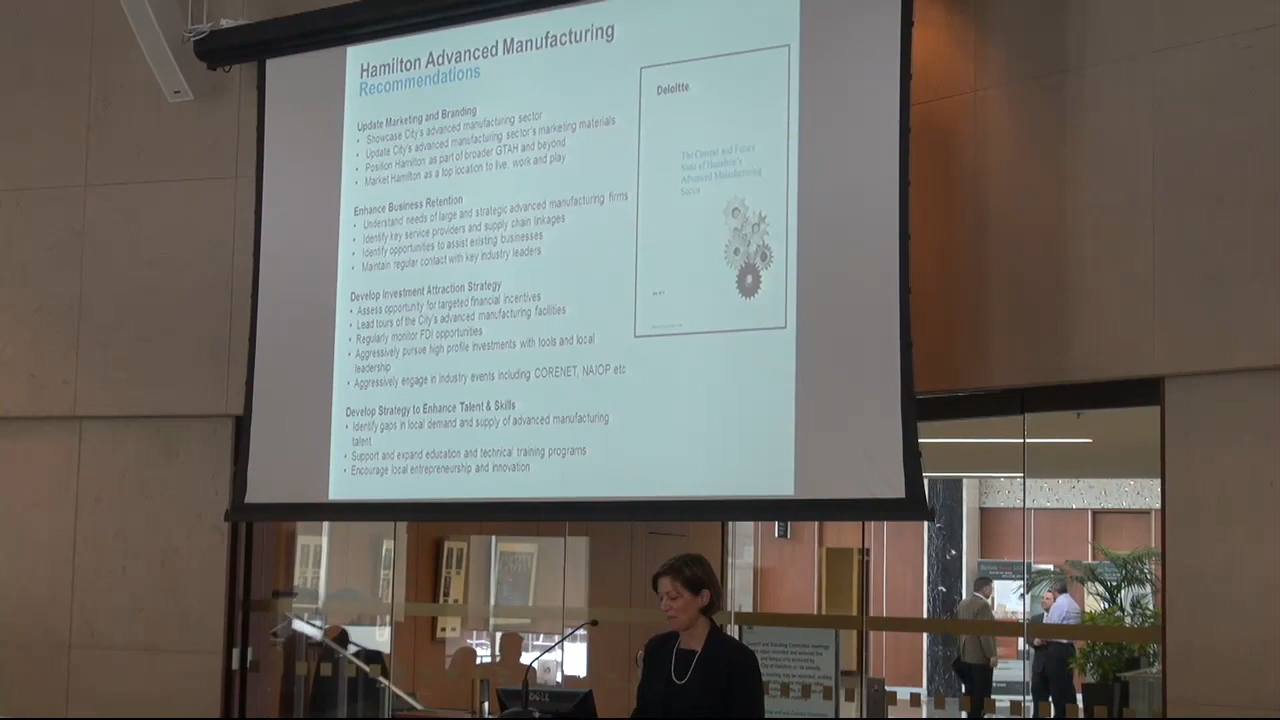 Hamilton Advanced Manufacturing
Recommendations
Update Marketing and Branding
• Showcase City's advanced manufacturing sector
• Update City's advanced manufacturing sector's marketing materials
• Position Hamilton as part of broader GTAH and beyond
• Market Hamilton as a top location to live, work and play
Enhance Business Retention
• Understand needs of large and strategic advanced manufacturing firms
• Identify key service providers and supply chain linkages
• Identify opportunities to assist existing businesses
• Maintain regular contact with key industry leaders
Develop Investment Attraction Strategy
• Assess opportunity for targeted financial incentives
• Lead tours of the City's advanced manufacturing facilities
• Regularly monitor FDI opportunities
• Aggressively pursue high profile investments with tools and local
leadership
• Aggressively engage in industry events including CORENET, NAIOP etc
Develop Strategy to Enhance Talent & Skills
• Identify gaps in local demand and supply of advanced manufacturing
talent
• Support and expand education and technical training programs
• Encourage local entrepreneurship and innovation
Deloitte
The Current and Future
State of Hamilton's
Advanced Manufacturing
Sector
DELL
and Standing Committee meetings